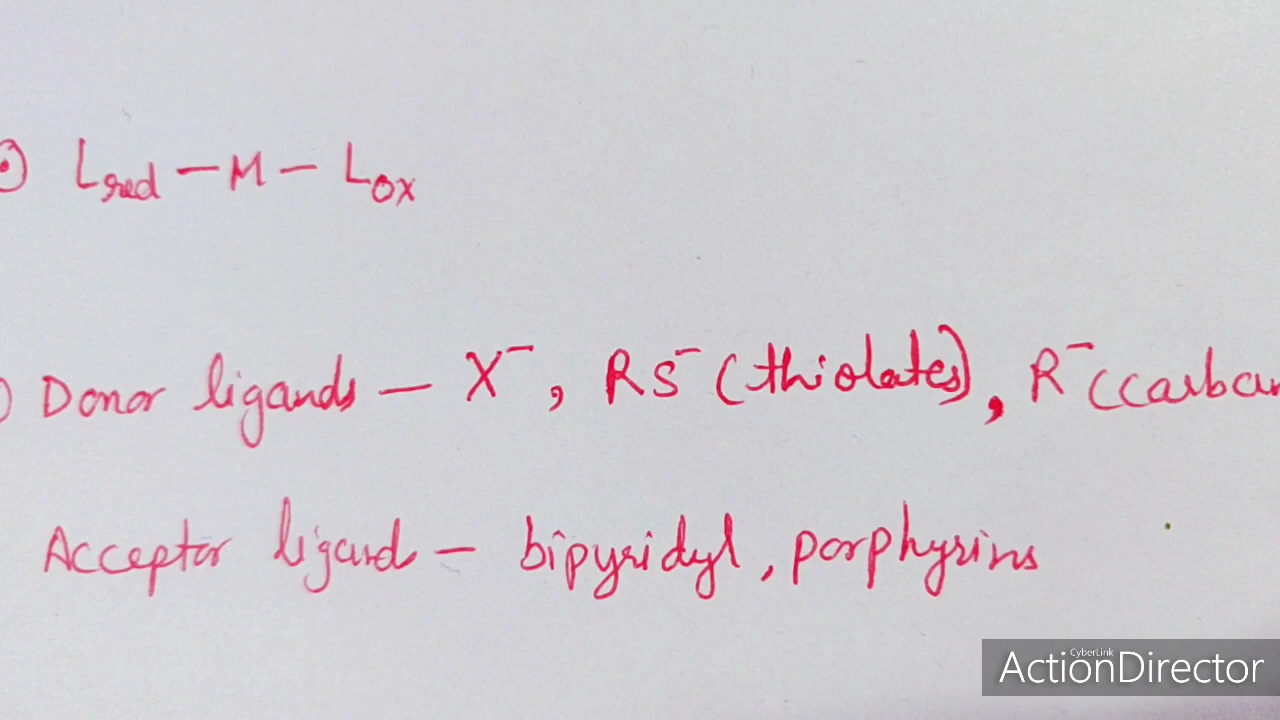 L_red – M – L_ox
Donor ligands – X⁻, RS⁻ (thiolates), R⁻ (carban
Acceptor ligand – bipyridyl, porphyrins
CyberLink
ActionDirector